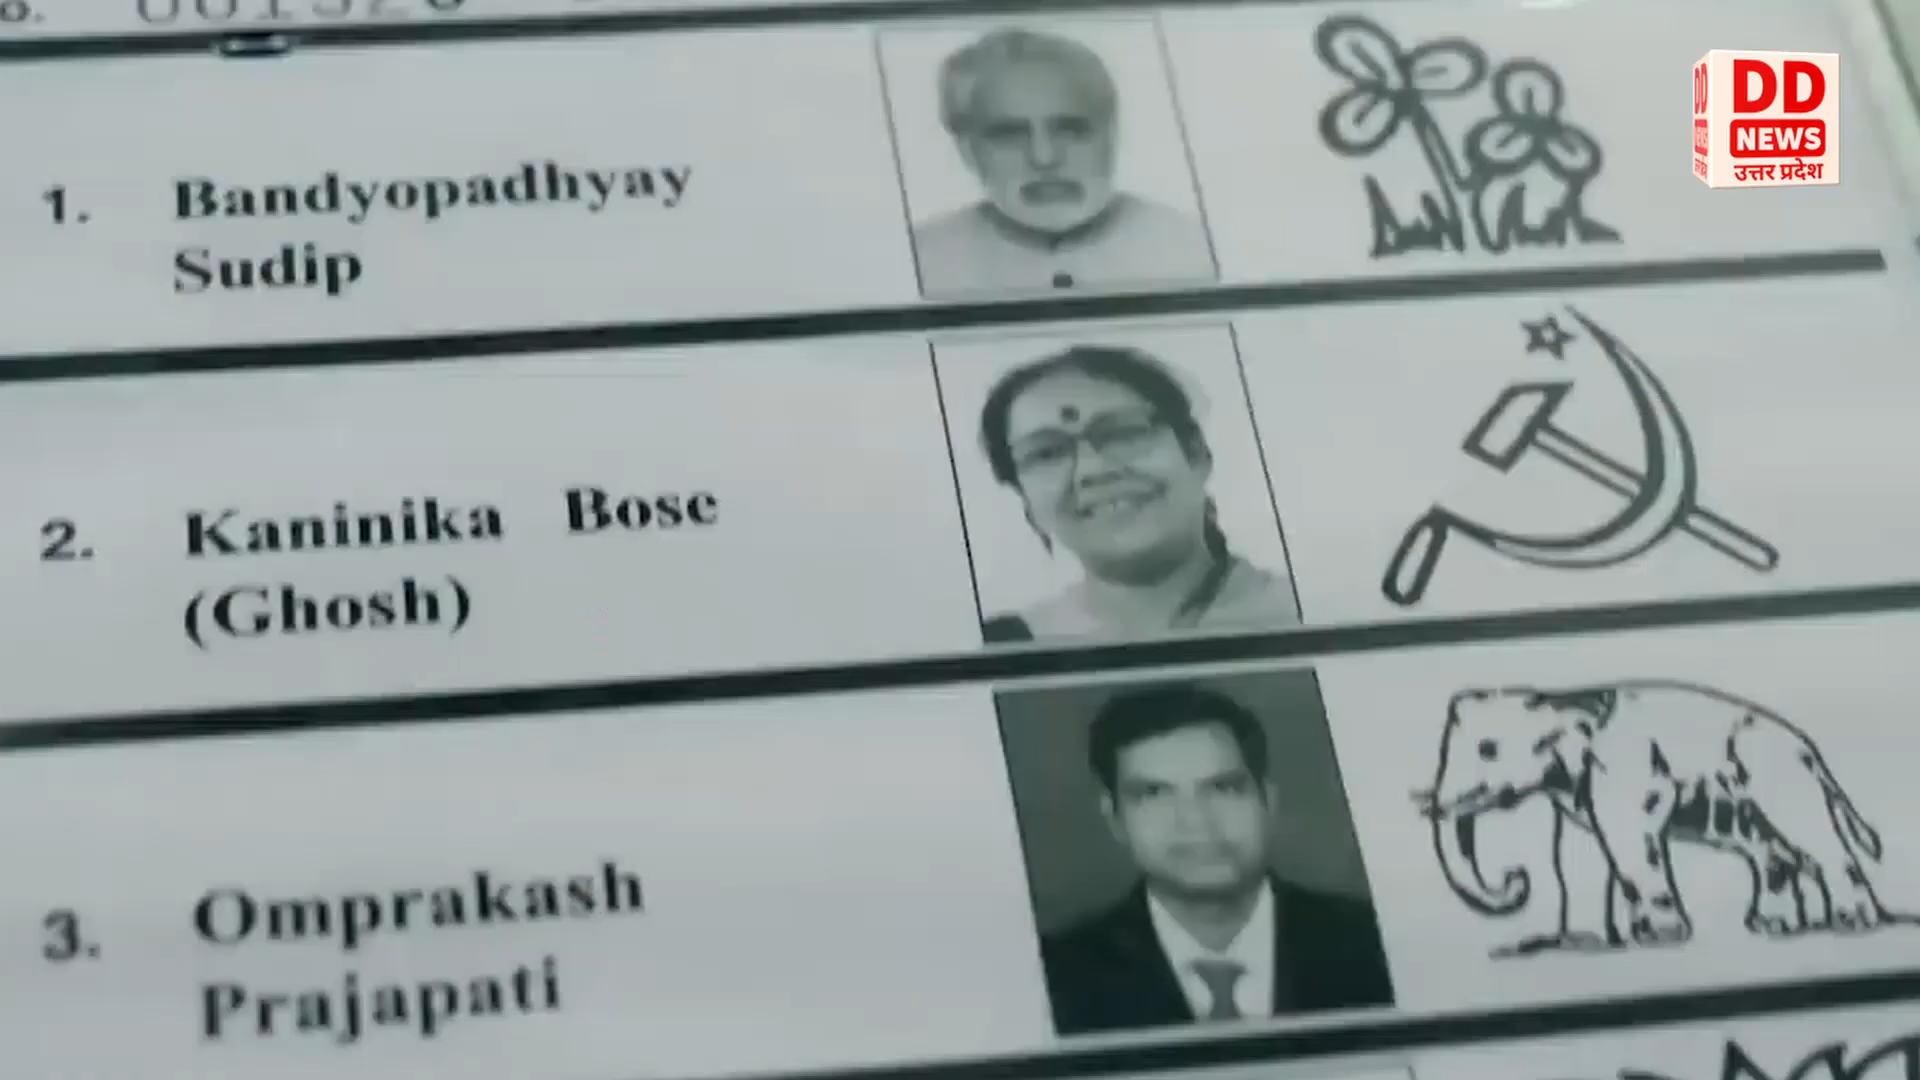 DD
NEWS
उत्तर प्रदेश
1. Bandyopadhyay
Sudip
2. Kaninika Bose
(Ghosh)
3. Omprakash
Prajapati